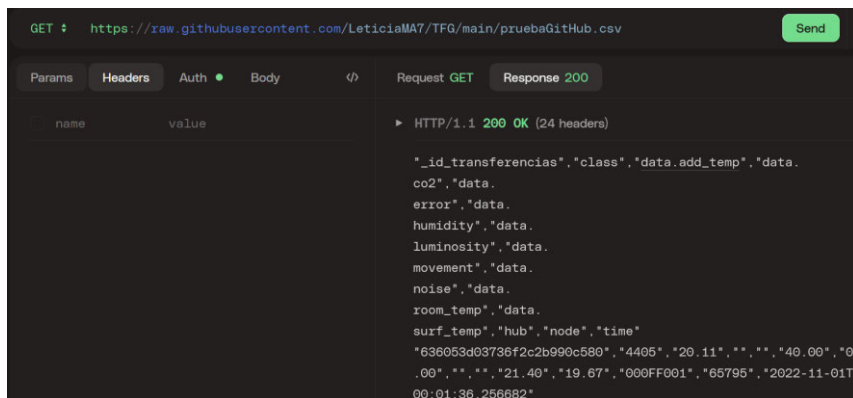 GET https://raw.githubusercontent.com/LeticiaMA7/TFG/main/pruebaGitHub.csv Send
Params Headers Auth Body </> Request GET Response 200
name value
HTTP/1.1 200 OK (24 headers)
"_id_transferencias","class","data.add_temp","data.
co2","data.
error","data.
humidity","data.
luminosity","data.
movement","data.
noise","data.
room_temp","data.
surf_temp","hub","node","time"
"636053d03736f2c2b990c580","4405","20.11","","","40.00","0
.00","","","21.40","19.67","000FF001","65795","2022-11-01T
00:01:36.256682"